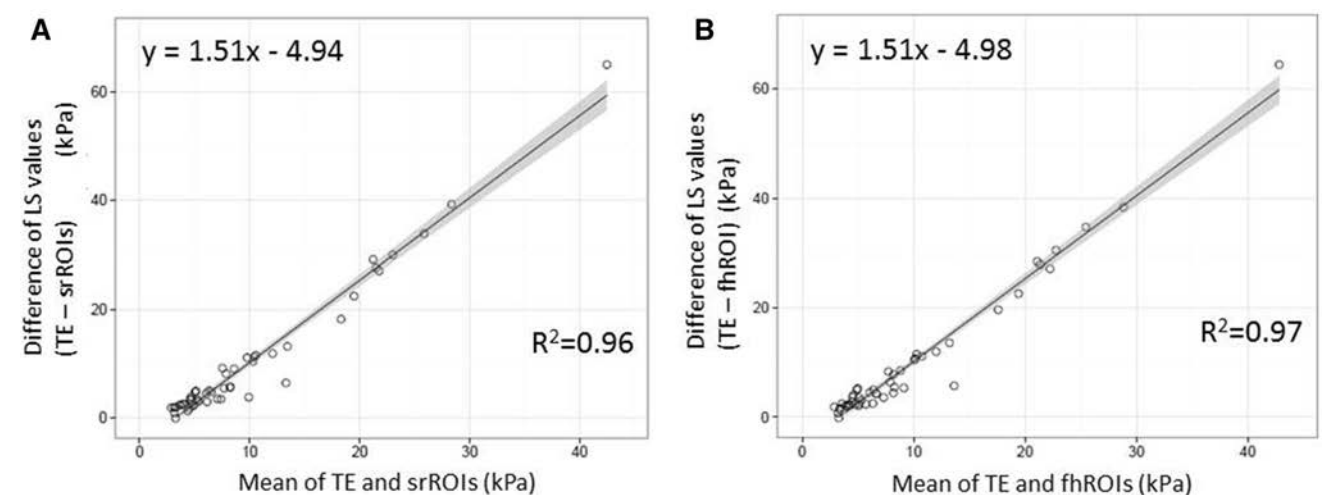 A
y = 1.51x - 4.94
R²=0.96
60
40
20
0
0 10 20 30 40
Difference of LS values
(TE – srROIs) (kPa)
Mean of TE and srROIs (kPa)
B
y = 1.51x - 4.98
R²=0.97
60
40
20
0
0 10 20 30 40
Difference of LS values
(TE – fhROI) (kPa)
Mean of TE and fhROIs (kPa)